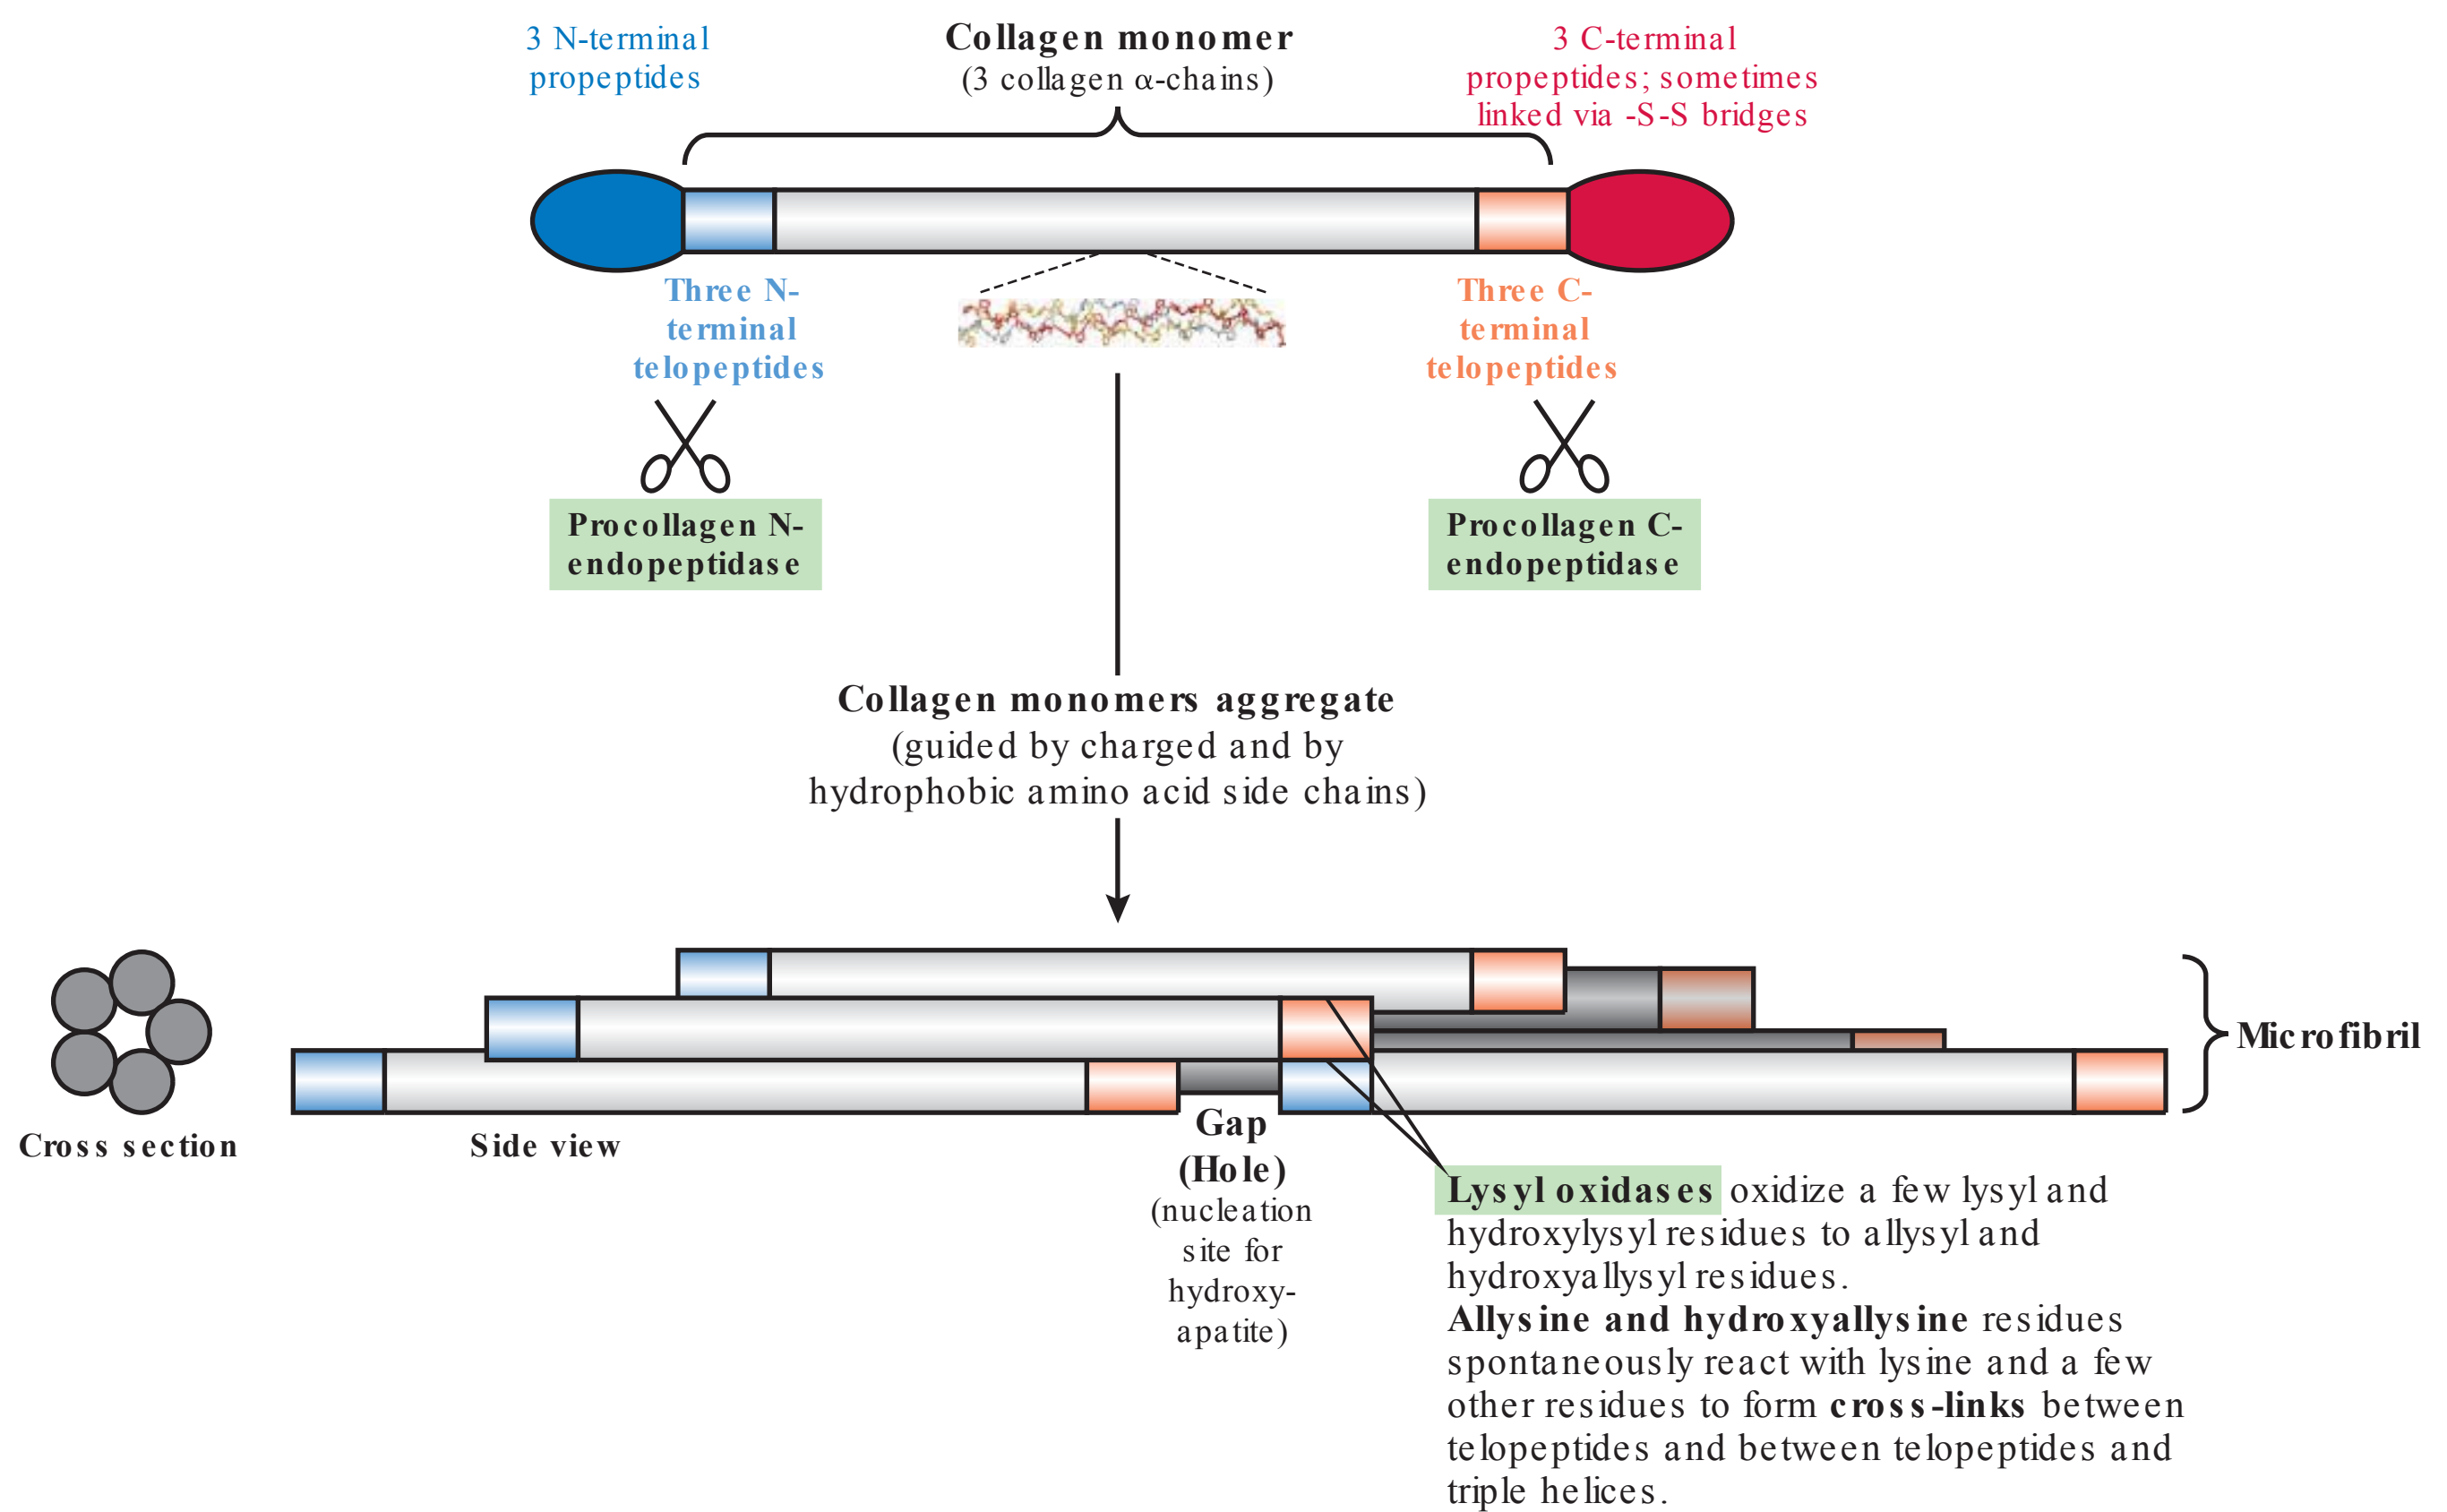 3 N-terminal
propeptides
Collagen monomer
(3 collagen α-chains)
3 C-terminal
propeptides; sometimes
linked via -S-S bridges
Three N-
terminal
telopeptides
Three C-
terminal
telopeptides
Procollagen N-
endopeptidase
Procollagen C-
endopeptidase
Collagen monomers aggregate
(guided by charged and by
hydrophobic amino acid side chains)
Microfibril
Cross section
Side view
Gap
(Hole)
(nucleation
site for
hydroxy-
apatite)
Lysyl oxidases oxidize a few lysyl and
hydroxylysyl residues to allysyl and
hydroxyallysyl residues.
Allysine and hydroxyallysine residues
spontaneously react with lysine and a few
other residues to form cross-links between
telopeptides and between telopeptides and
triple helices.